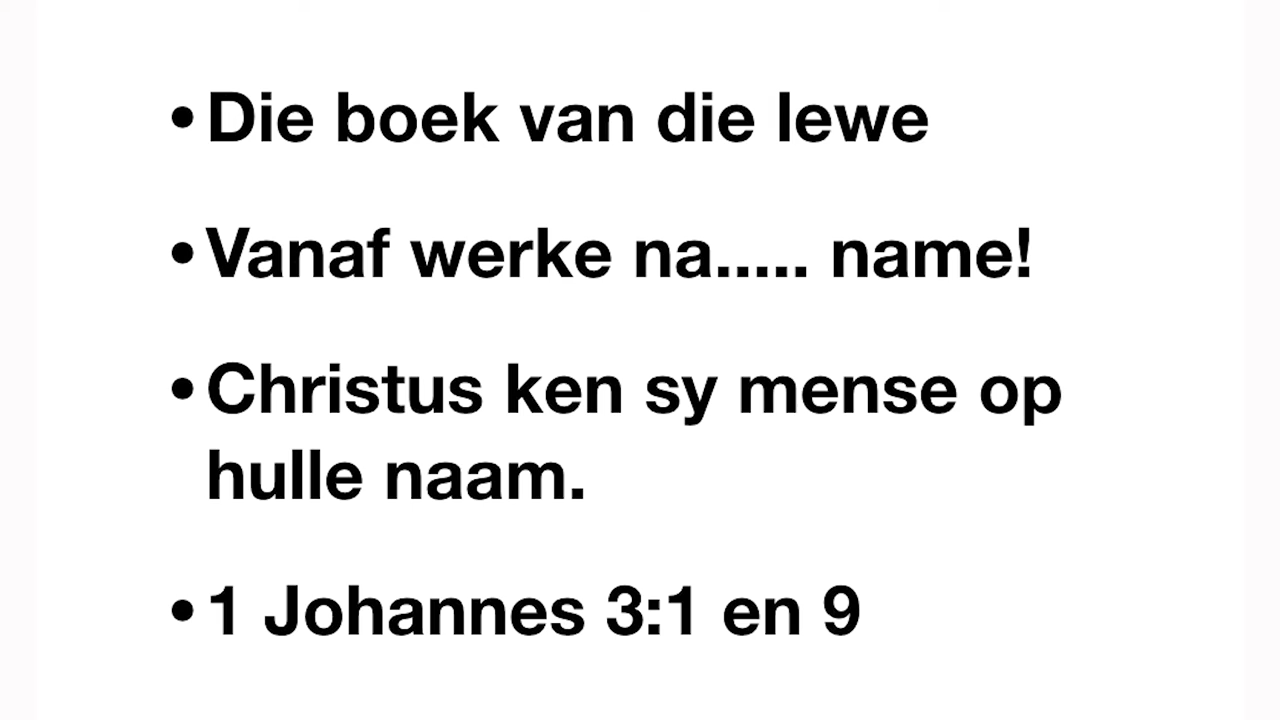 • Die boek van die lewe
• Vanaf werke na..... name!
• Christus ken sy mense op
hulle naam.
• 1 Johannes 3:1 en 9